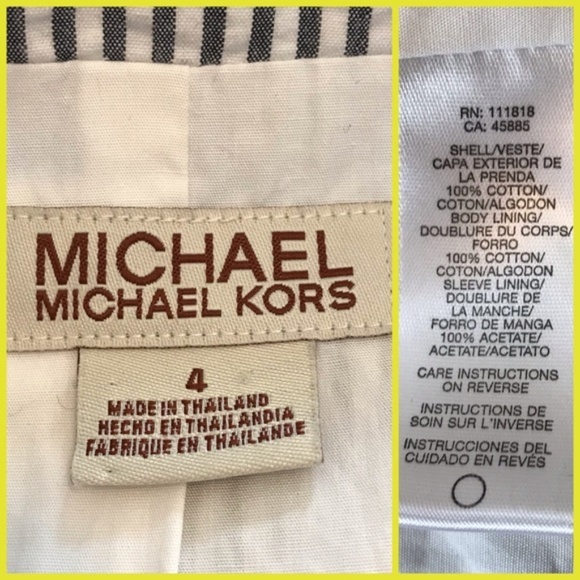 MICHAEL
MICHAEL KORS
4
MADE IN THAILAND
HECHO EN THAILANDIA
FABRIQUE EN THAILANDE
RN: 111818
CA: 45885
SHELL/VESTE/
CAPA EXTERIOR DE
LA PRENDA
100% COTTON/
COTON/ALGODON
BODY LINING/
DOUBLURE DU CORPS/
FORRO
100% COTTON/
COTON/ALGODON
SLEEVE LINING/
DOUBLURE DE
LA MANCHE/
FORRO DE MANGA
100% ACETATE/
ACETATE/ACETATO
CARE INSTRUCTIONS
ON REVERSE
INSTRUCTIONS DE
SOIN SUR L'INVERSE
INSTRUCCIONES DEL
CUIDADO EN REVÉS